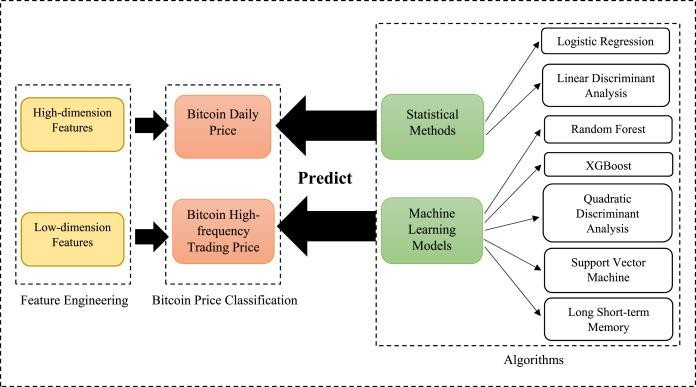 High-dimension
Features
Low-dimension
Features
Feature Engineering
Bitcoin Daily
Price
Bitcoin High-
frequency
Trading Price
Bitcoin Price Classification
Predict
Statistical
Methods
Machine
Learning
Models
Logistic Regression
Linear Discriminant
Analysis
Random Forest
XGBoost
Quadratic
Discriminant
Analysis
Support Vector
Machine
Long Short-term
Memory
Algorithms